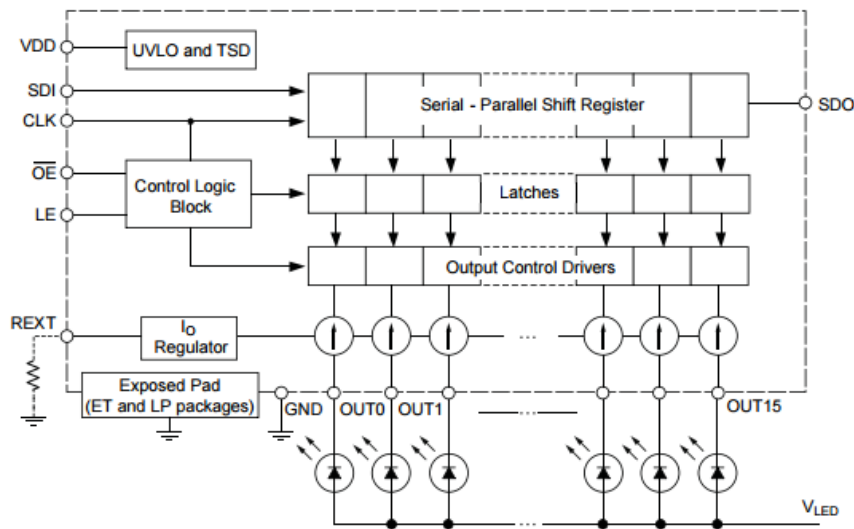 VDD
UVLO and TSD
SDI
Serial - Parallel Shift Register
SDO
CLK
OE
Control Logic
Block
Latches
LE
Output Control Drivers
REXT
IO
Regulator
...
Exposed Pad
(ET and LP packages)
GND
OUT0
OUT1
...
OUT15
...
VLED